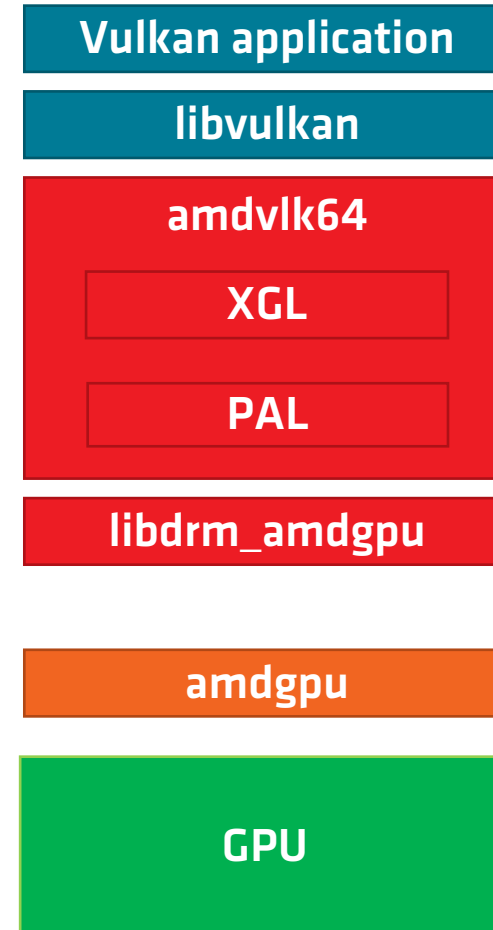 Vulkan application
libvulkan
amdvlk64
XGL
PAL
libdrm_amdgpu
amdgpu
GPU